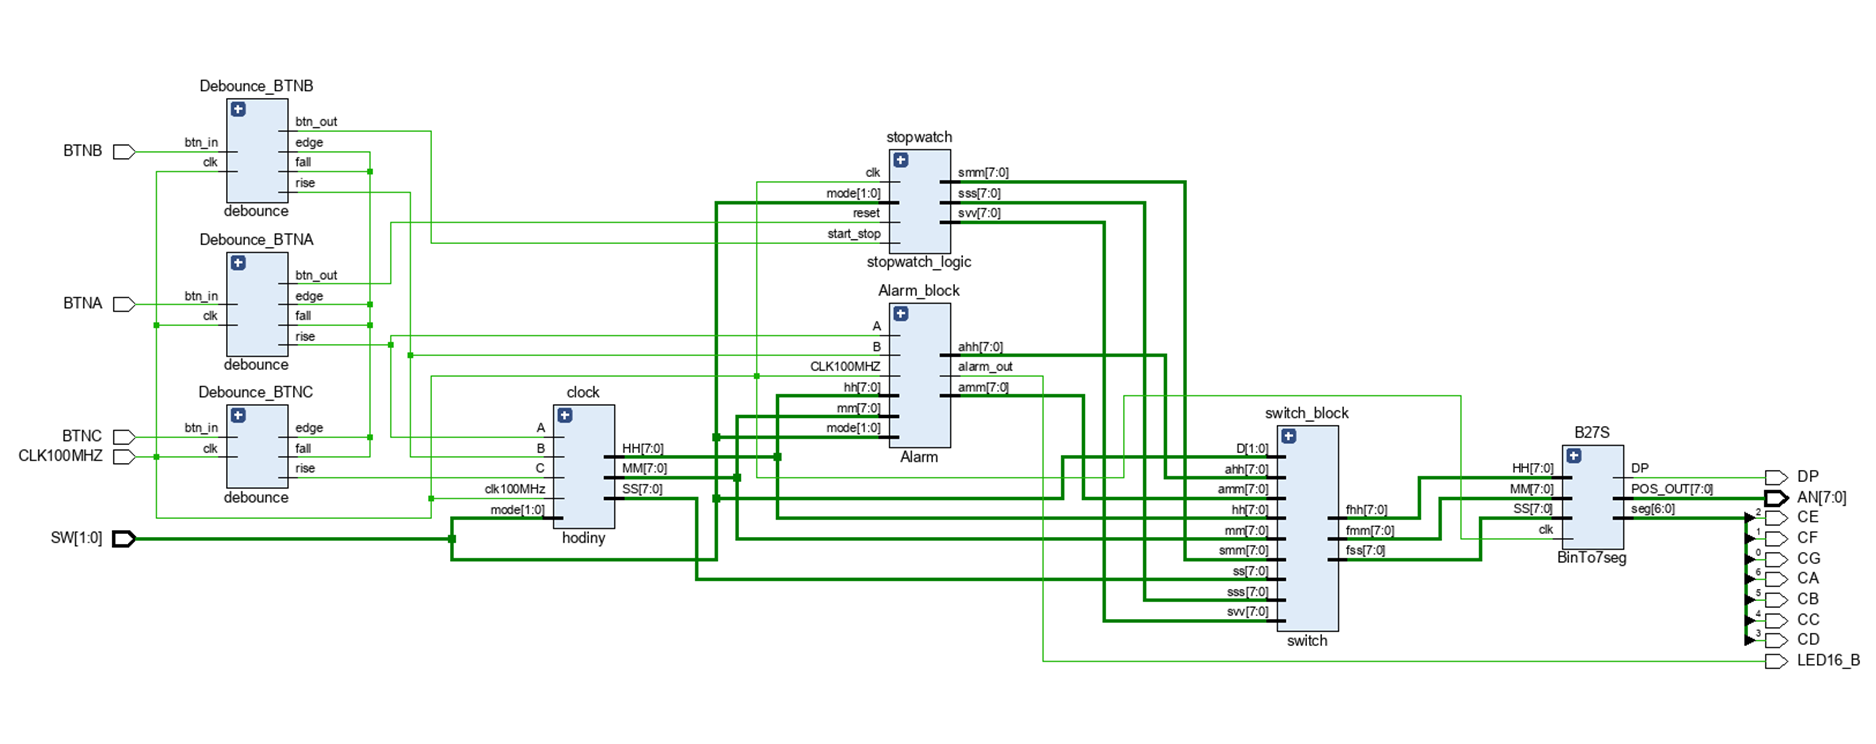 BTNB
BTNA
BTNC
CLK100MHZ
SW[1:0]
Debounce_BTNB
btn_in
clk
btn_out
edge
fall
rise
debounce
Debounce_BTNA
btn_in
clk
btn_out
edge
fall
rise
debounce
Debounce_BTNC
btn_in
clk
edge
fall
rise
debounce
clock
A
B
C
clk100MHz
mode[1:0]
HH[7:0]
MM[7:0]
SS[7:0]
hodiny
stopwatch
clk
mode[1:0]
reset
start_stop
smm[7:0]
sss[7:0]
svv[7:0]
stopwatch_logic
Alarm_block
A
B
CLK100MHZ
hh[7:0]
mm[7:0]
mode[1:0]
ahh[7:0]
alarm_out
amm[7:0]
Alarm
switch_block
D[1:0]
ahh[7:0]
amm[7:0]
hh[7:0]
mm[7:0]
smm[7:0]
ss[7:0]
sss[7:0]
svv[7:0]
fhh[7:0]
fmm[7:0]
fss[7:0]
switch
B27S
HH[7:0]
MM[7:0]
SS[7:0]
clk
DP
POS_OUT[7:0]
seg[6:0]
BinTo7seg
DP
AN[7:0]
2 CE
1 CF
0 CG
6 CA
5 CB
4 CC
3 CD
LED16_B